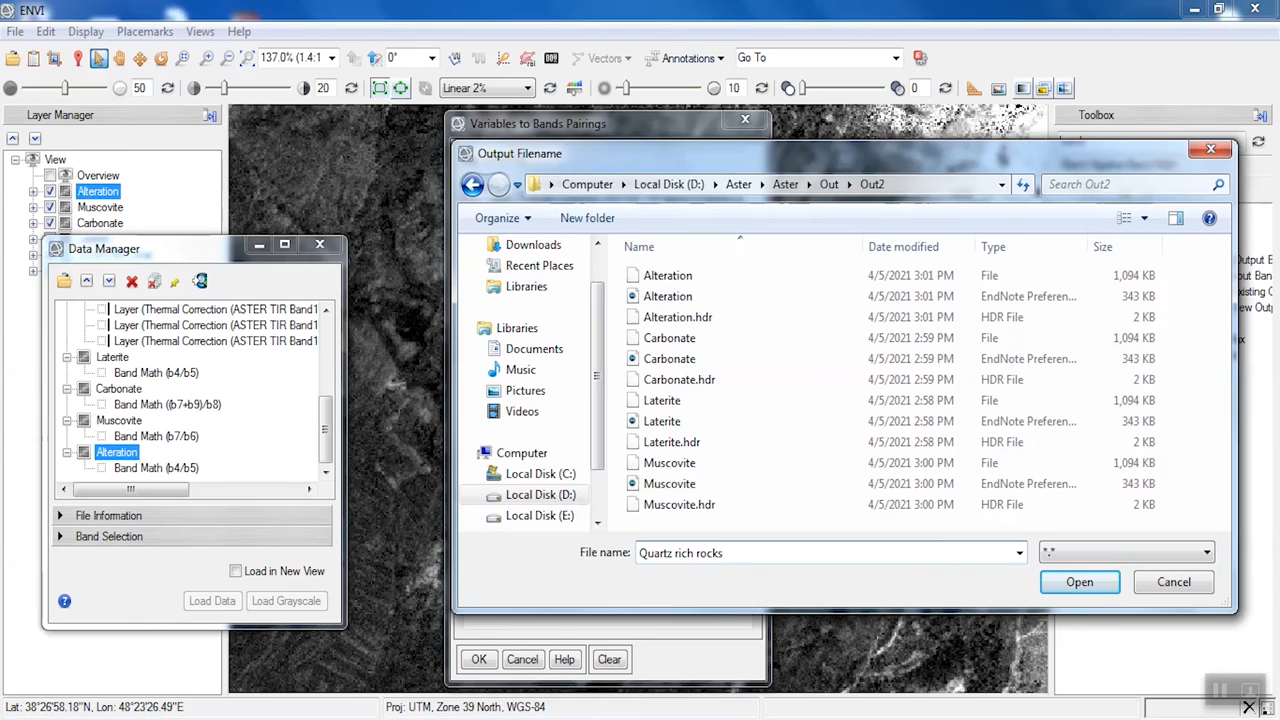 ENVI
File Edit Display Placemarks Views Help
137.0% (1.4:1 0° Vectors Annotations Go To
50 20 Linear 2% 10 0
Layer Manager
View
Overview
Alteration
Muscovite
Carbonate
Data Manager
Layer (Thermal Correction (ASTER TIR Band1
Layer (Thermal Correction (ASTER TIR Band1
Layer (Thermal Correction (ASTER TIR Band1
Laterite
Band Math (b4/b5)
Carbonate
Band Math ((b7+b9)/b8)
Muscovite
Band Math (b7/b6)
Alteration
Band Math (b4/b5)
File Information
Band Selection
Load in New View
Load Data Load Grayscale
Variables to Bands Pairings
Output Filename
Computer Local Disk (D:) Aster Aster Out Out2 Search Out2
Organize New folder
Downloads
Recent Places
Libraries
Libraries
Documents
Music
Pictures
Videos
Computer
Local Disk (C:)
Local Disk (D:)
Local Disk (E:)
Name Date modified Type Size
Alteration 4/5/2021 3:01 PM File 1,094 KB
Alteration 4/5/2021 3:01 PM EndNote Preferen... 343 KB
Alteration.hdr 4/5/2021 3:01 PM HDR File 2 KB
Carbonate 4/5/2021 2:59 PM File 1,094 KB
Carbonate 4/5/2021 2:59 PM EndNote Preferen... 343 KB
Carbonate.hdr 4/5/2021 2:59 PM HDR File 2 KB
Laterite 4/5/2021 2:58 PM File 1,094 KB
Laterite 4/5/2021 2:58 PM EndNote Preferen... 343 KB
Laterite.hdr 4/5/2021 2:58 PM HDR File 2 KB
Muscovite 4/5/2021 3:00 PM File 1,094 KB
Muscovite 4/5/2021 3:00 PM EndNote Preferen... 343 KB
Muscovite.hdr 4/5/2021 3:00 PM HDR File 2 KB
File name: Quartz rich rocks *.*
Open Cancel
OK Cancel Help Clear
Toolbox
Lat: 38°26'58.18"N, Lon: 48°23'26.49"E Proj: UTM, Zone 39 North, WGS-84